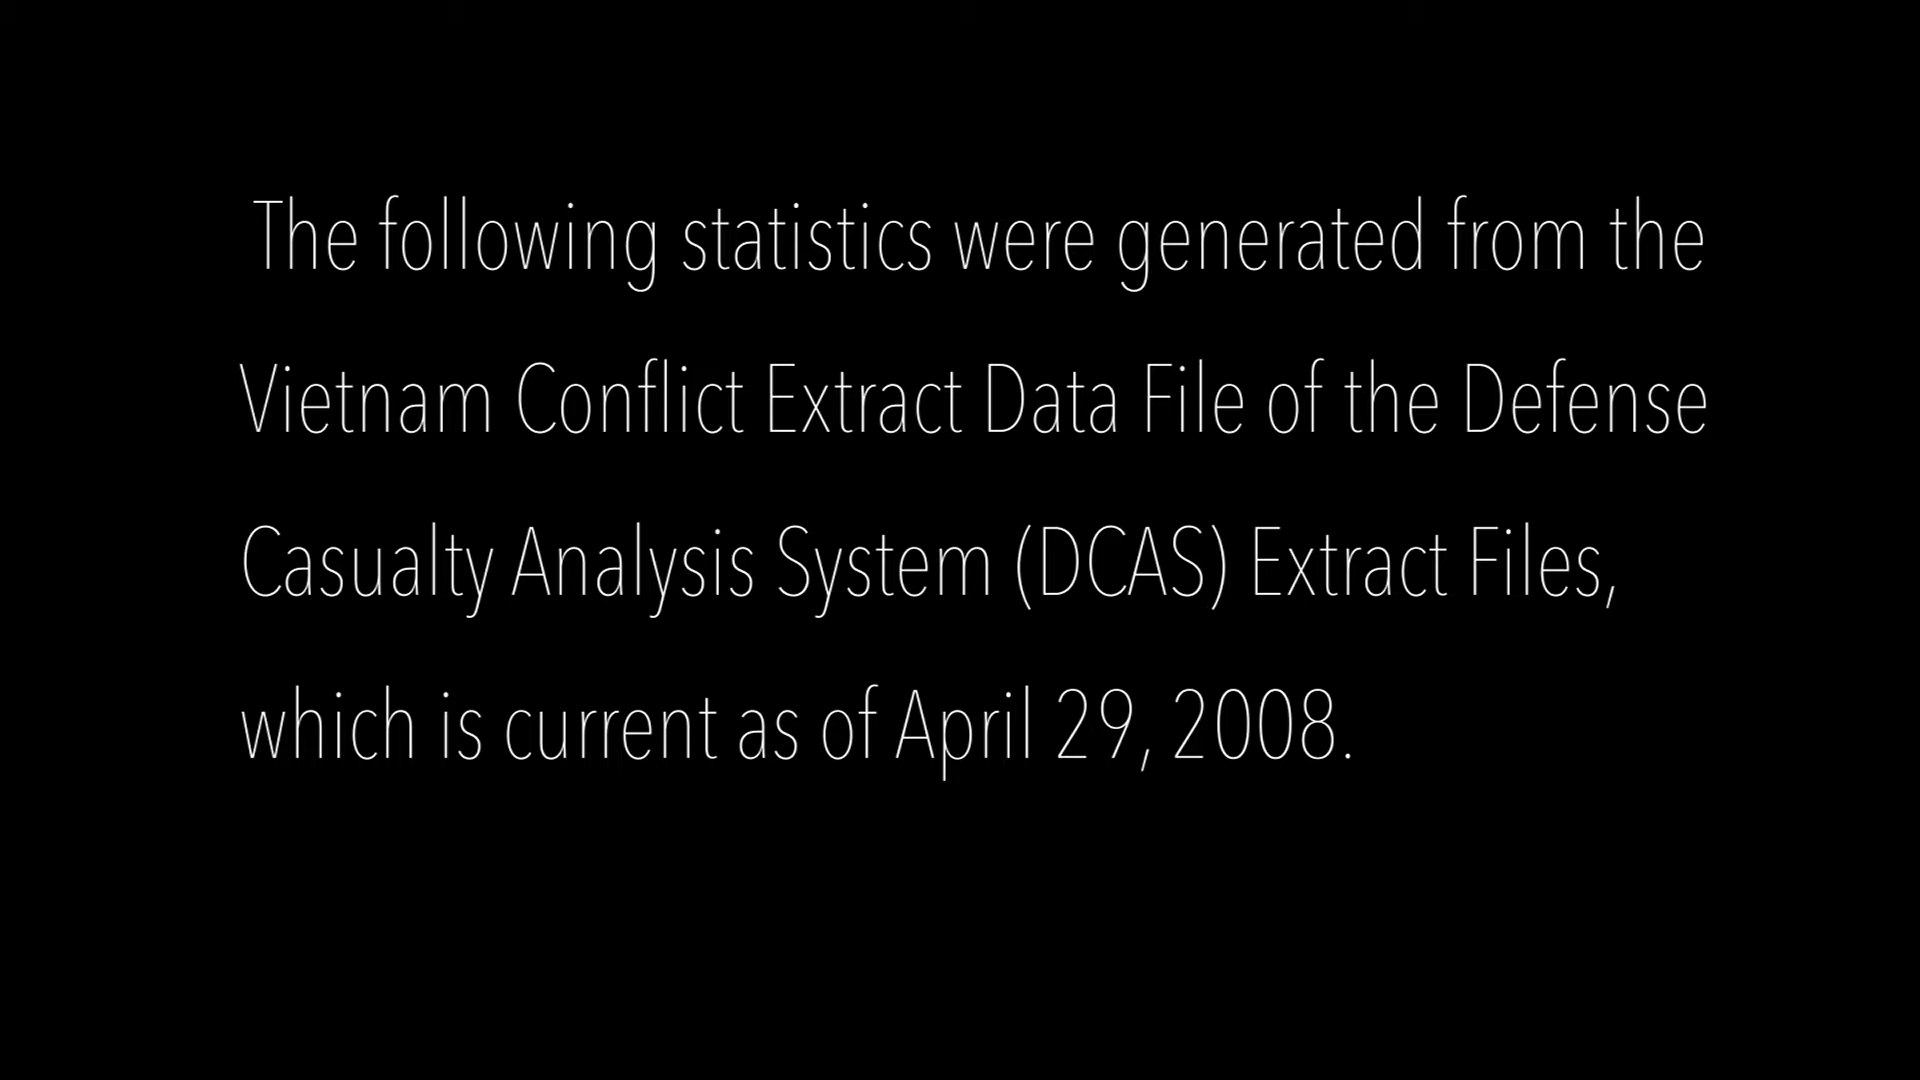 The following statistics were generated from the
Vietnam Conflict Extract Data File of the Defense
Casualty Analysis System (DCAS) Extract Files,
which is current as of April 29, 2008.